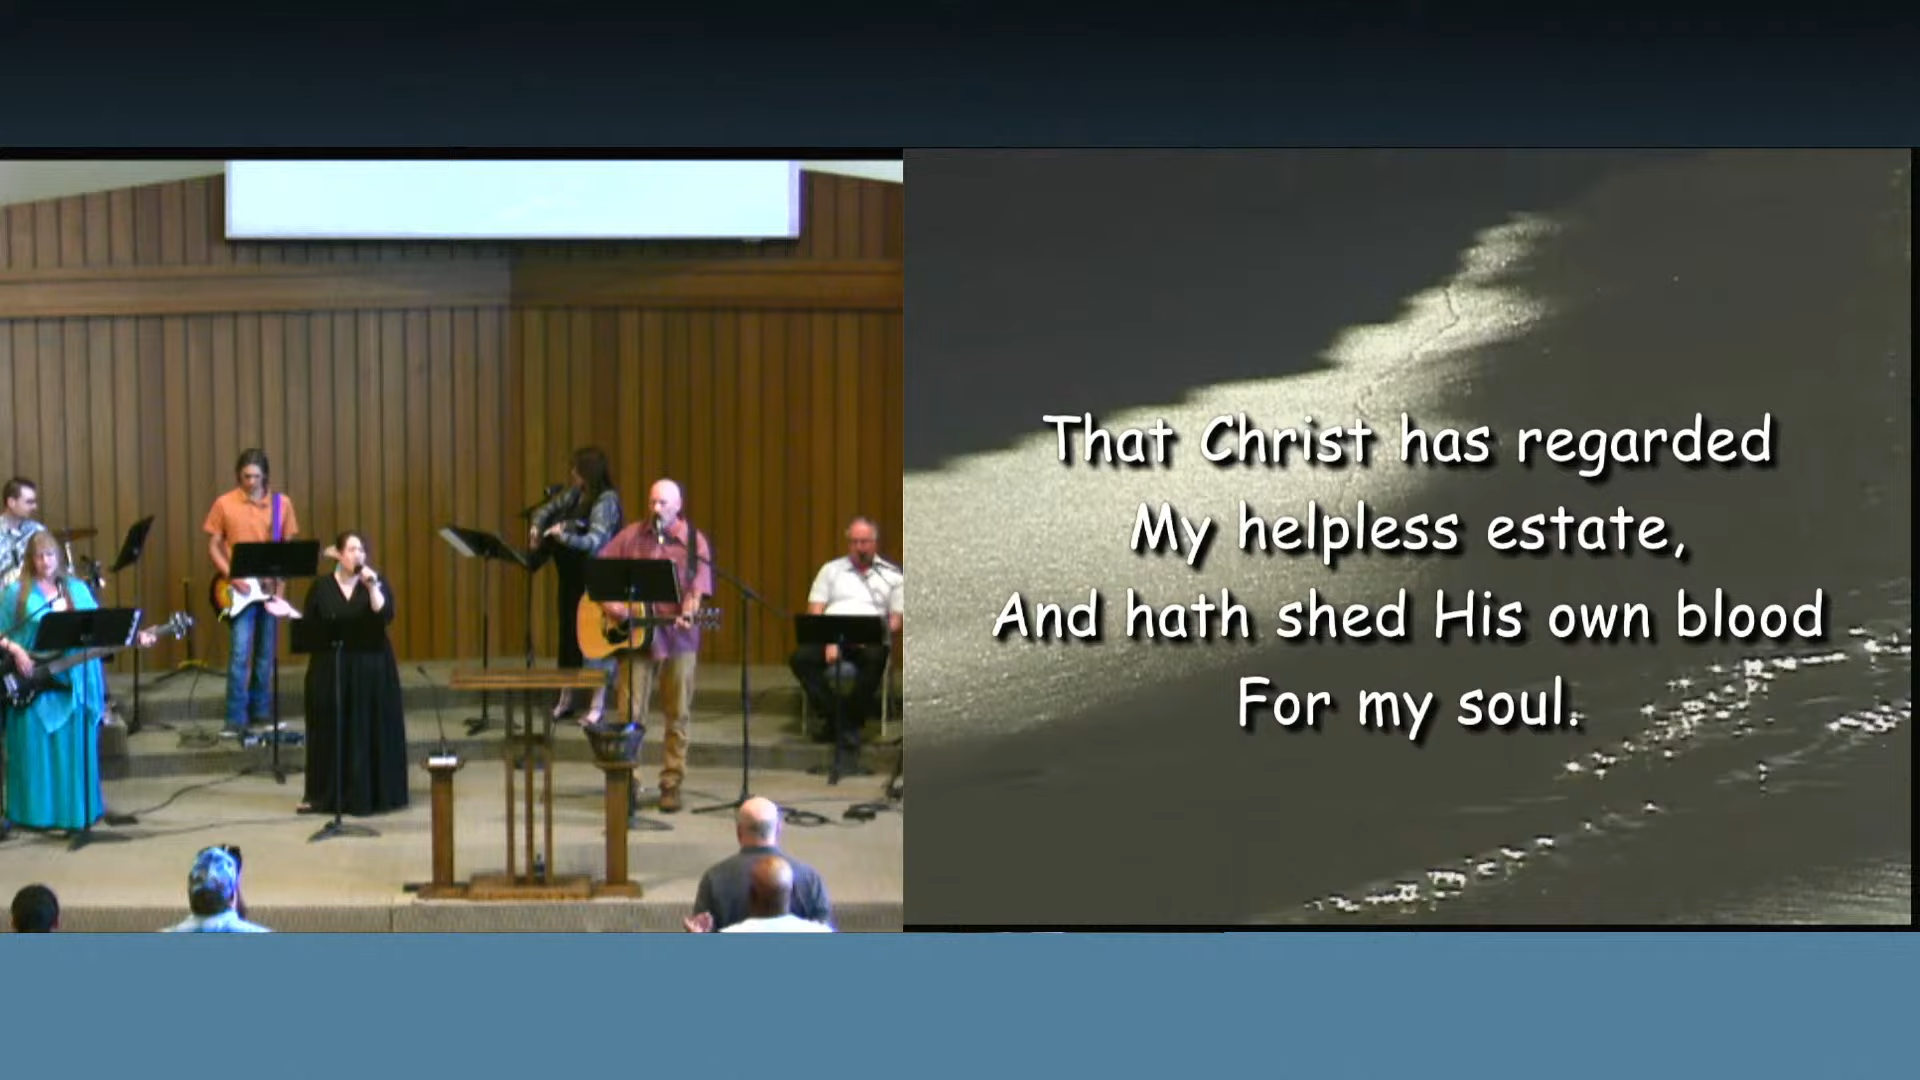 That Christ has regarded
My helpless estate,
And hath shed His own blood
For my soul.